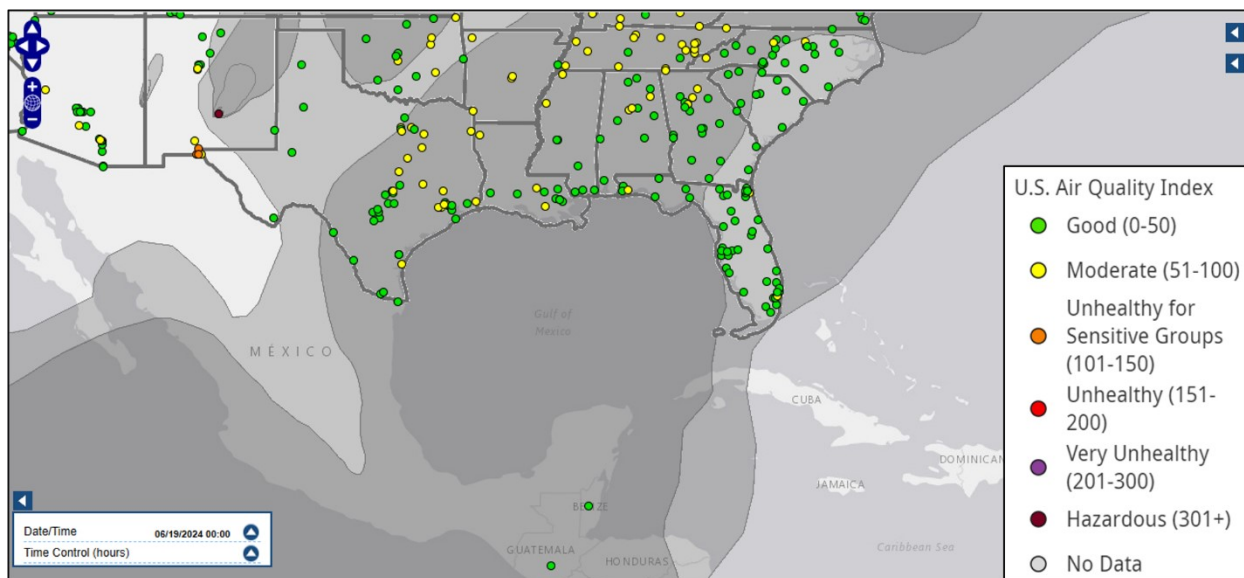 +
−
Gulf of
Mexico
MÉXICO
CUBA
DOMINICAN
JAMAICA
BELIZE
GUATEMALA
HONDURAS
Caribbean Sea
Date/Time 06/19/2024 00:00
Time Control (hours)
U.S. Air Quality Index
Good (0-50)
Moderate (51-100)
Unhealthy for
Sensitive Groups
(101-150)
Unhealthy (151-
200)
Very Unhealthy
(201-300)
Hazardous (301+)
No Data